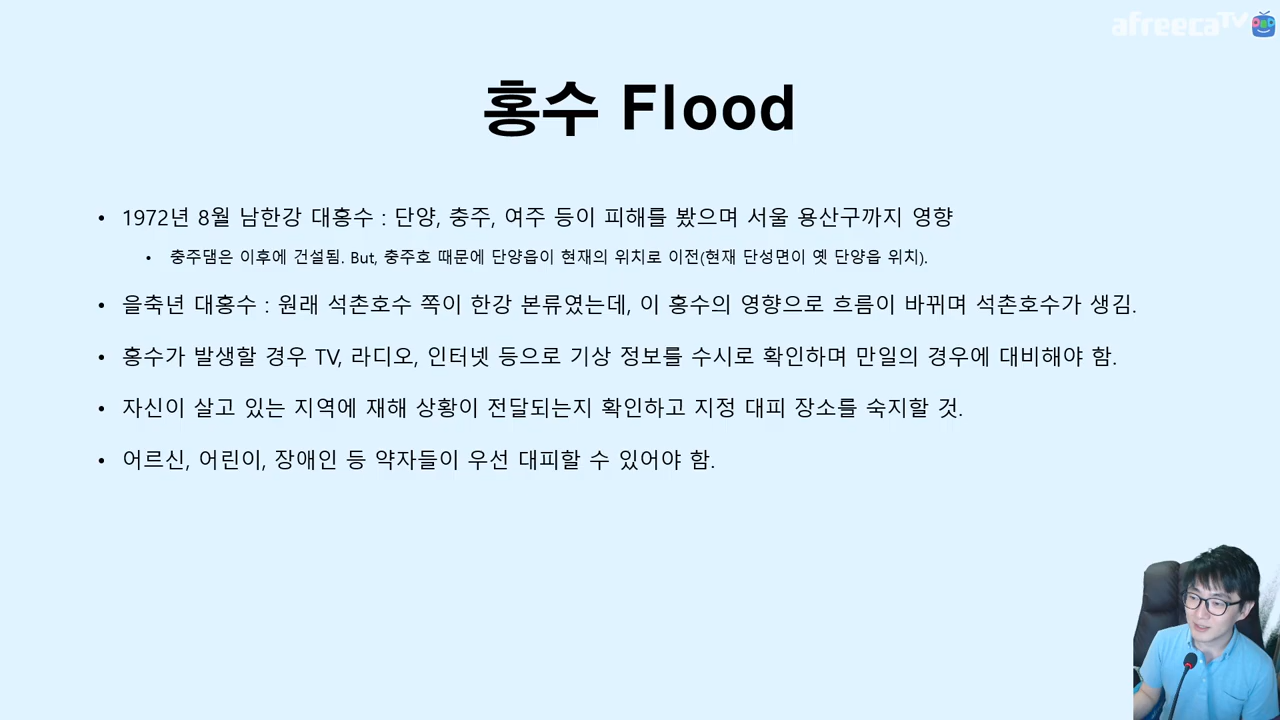 afreecaTV
홍수 Flood
• 1972년 8월 남한강 대홍수 : 단양, 충주, 여주 등이 피해를 봤으며 서울 용산구까지 영향
• 충주댐은 이후에 건설됨. But, 충주호 때문에 단양읍이 현재의 위치로 이전(현재 단성면이 옛 단양읍 위치).
• 을축년 대홍수 : 원래 석촌호수 쪽이 한강 본류였는데, 이 홍수의 영향으로 흐름이 바뀌며 석촌호수가 생김.
• 홍수가 발생할 경우 TV, 라디오, 인터넷 등으로 기상 정보를 수시로 확인하며 만일의 경우에 대비해야 함.
• 자신이 살고 있는 지역에 재해 상황이 전달되는지 확인하고 지정 대피 장소를 숙지할 것.
• 어르신, 어린이, 장애인 등 약자들이 우선 대피할 수 있어야 함.